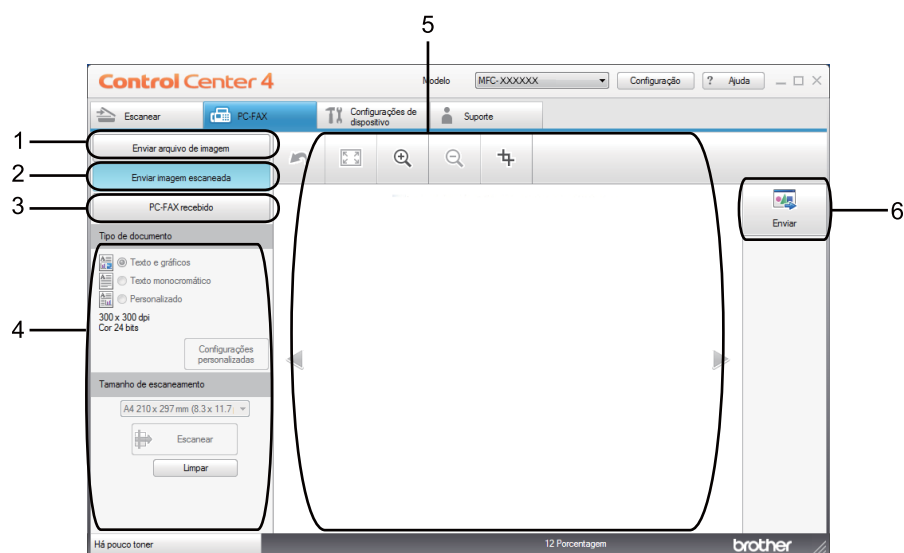 5
Control Center 4
Modelo MFC-XXXXXX Configuração ? Ajuda
Escanear PC-FAX Configurações de dispositivo Suporte
1 Enviar arquivo de imagem
2 Enviar imagem escaneada
3 PC-FAX recebido
Enviar 6
Tipo de documento
Texto e gráficos
Texto monocromático
Personalizado
300 x 300 dpi
Cor 24 bits
4
Configurações
personalizadas
Tamanho de escaneamento
A4 210 x 297 mm (8.3 x 11.7
Escanear
Limpar
Há pouco toner 12 Porcentagem brother